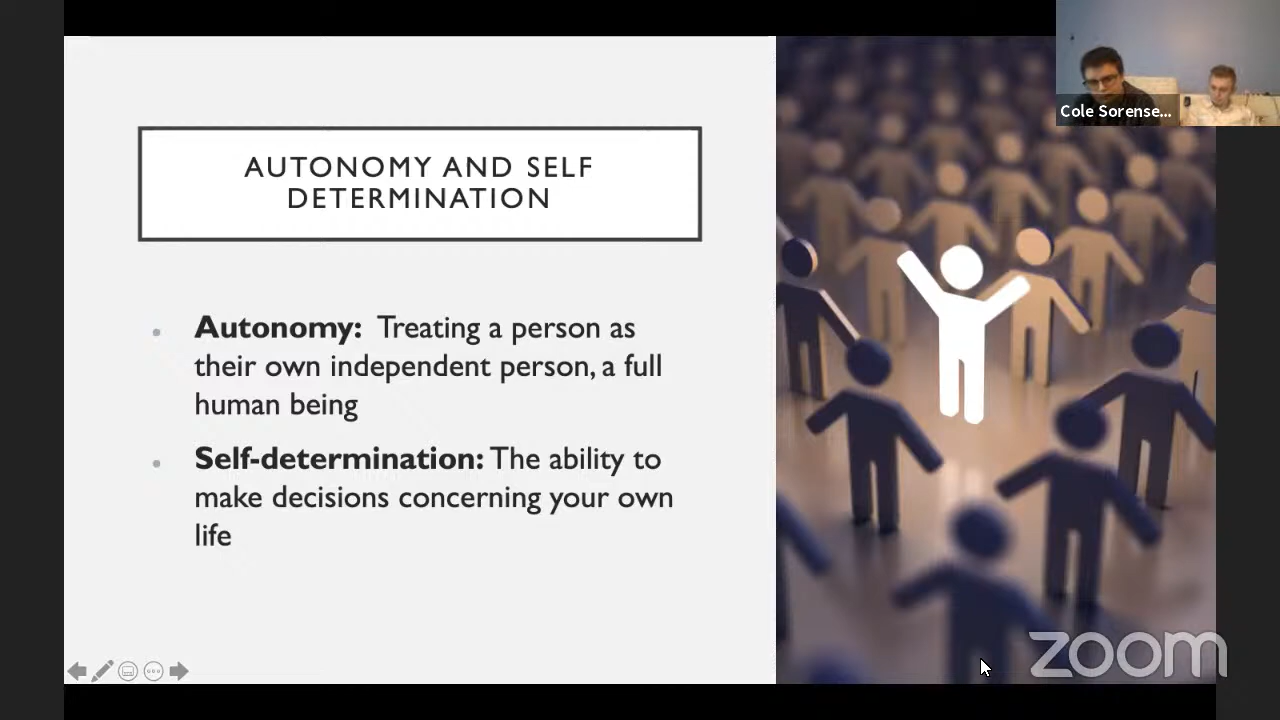 Cole Sorense...
AUTONOMY AND SELF
DETERMINATION
Autonomy: Treating a person as
their own independent person, a full
human being
Self-determination: The ability to
make decisions concerning your own
life
zoom